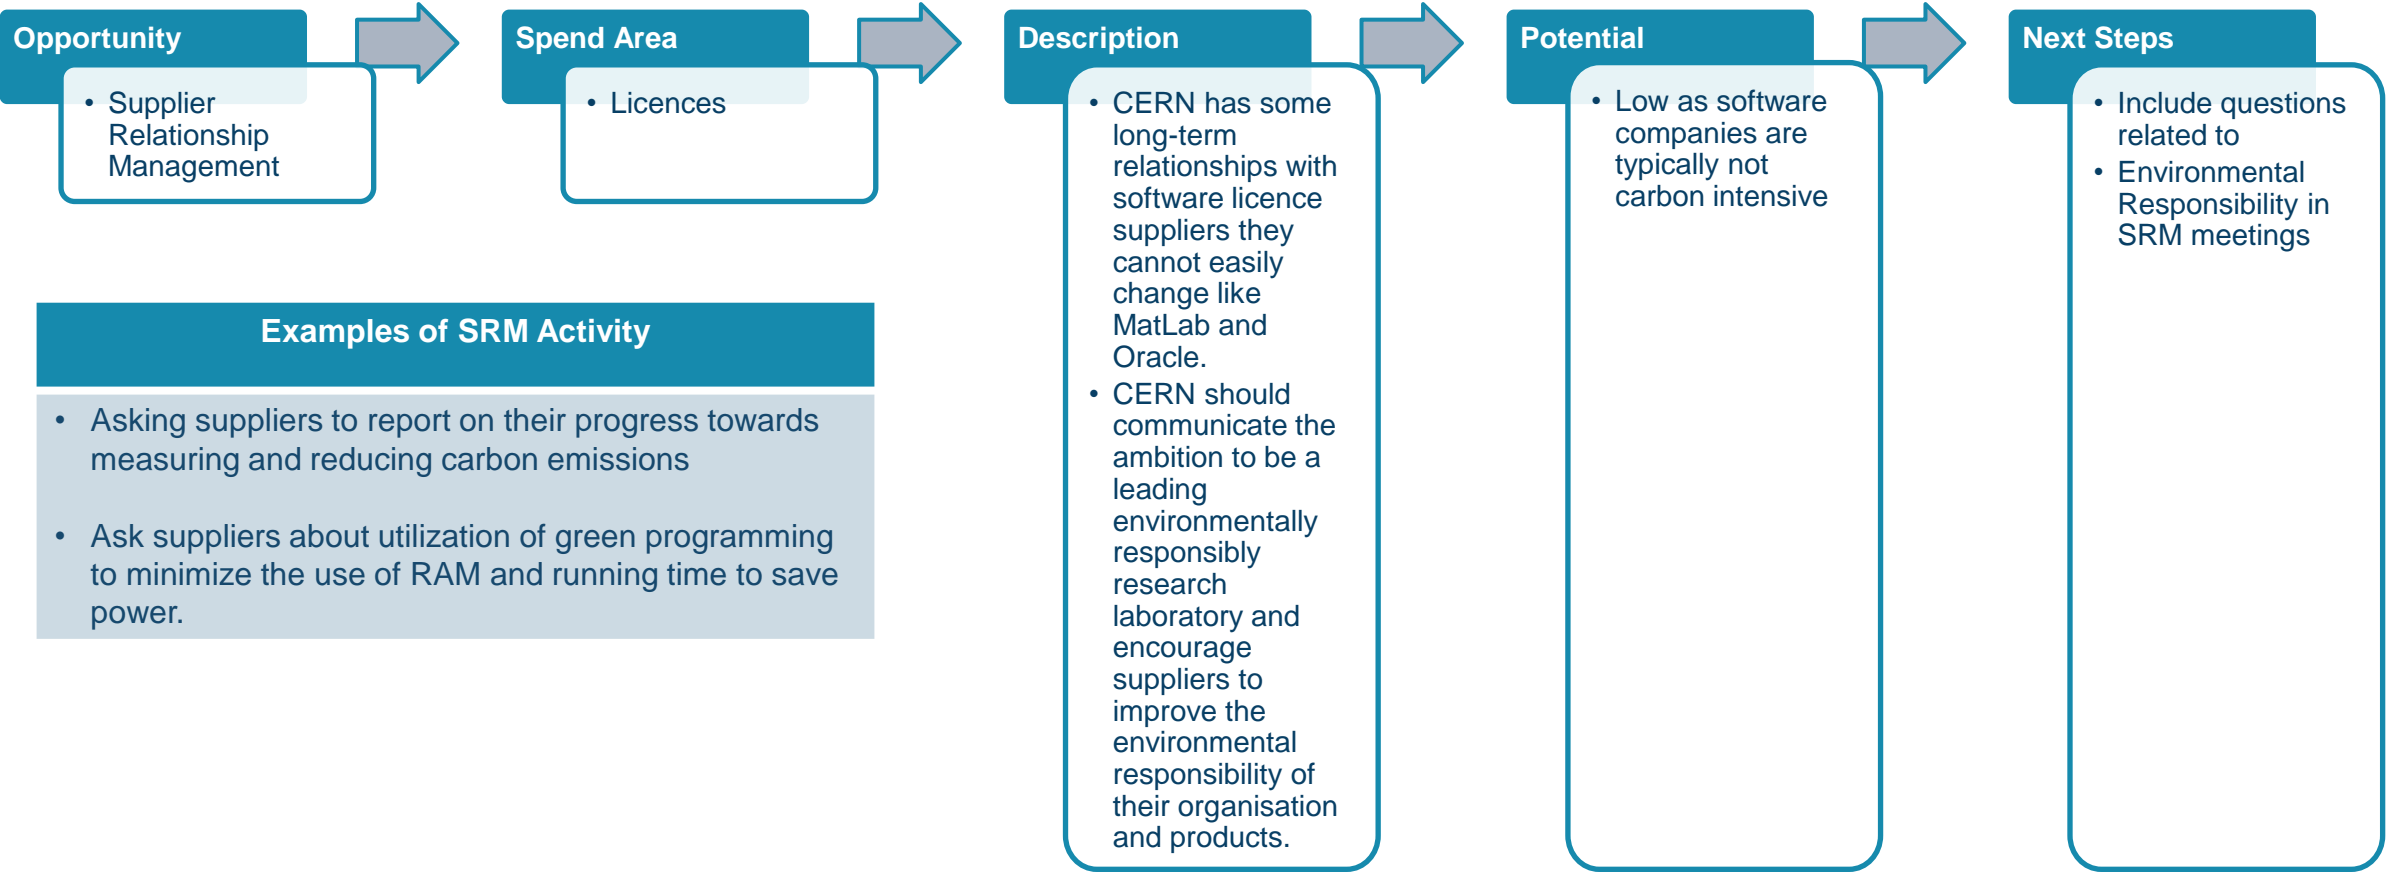 Opportunity
• Supplier
Relationship
Management
Spend Area
• Licences
Description
• CERN has some
long-term
relationships with
software licence
suppliers they
cannot easily
change like
MatLab and
Oracle.
• CERN should
communicate the
ambition to be a
leading
environmentally
responsibly
research
laboratory and
encourage
suppliers to
improve the
environmental
responsibility of
their organisation
and products.
Potential
• Low as software
companies are
typically not
carbon intensive
Next Steps
• Include questions
related to
• Environmental
Responsibility in
SRM meetings
Examples of SRM Activity
• Asking suppliers to report on their progress towards
measuring and reducing carbon emissions
• Ask suppliers about utilization of green programming
to minimize the use of RAM and running time to save
power.